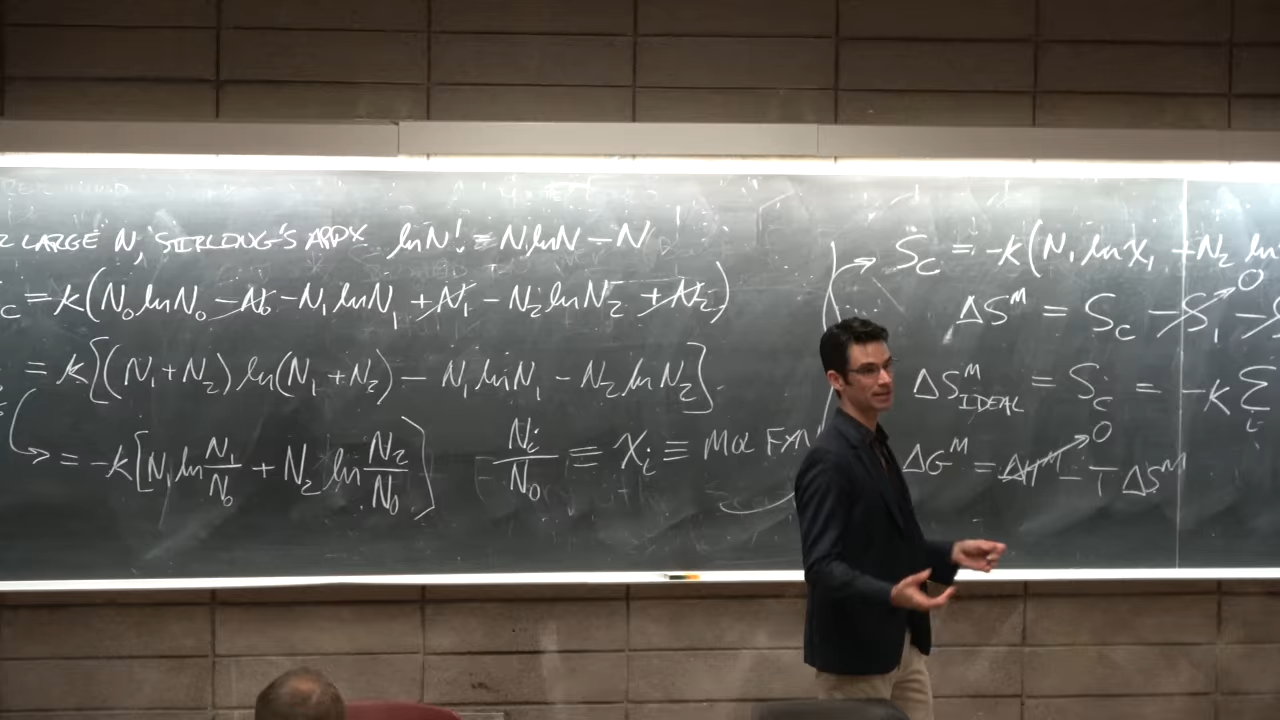 LARGE N, STIRLING'S APPX ln N! = N ln N - N
= k(N₀ ln N₀ - N₀ - N₁ ln N₁ + N₁ - N₂ ln N₂ + N₂)
= k[(N₁ + N₂) ln(N₁ + N₂) - N₁ ln N₁ - N₂ ln N₂]
= -k[N₁ ln N₁/N₀ + N₂ ln N₂/N₀] Nᵢ/N₀ ≡ Xᵢ ≡ MOL FXN
S_C = -k(N₁ ln X₁ + N₂ ln
ΔS^M = S_C - S₁ 0 -
ΔS^M_IDEAL = S_C = -k Σ i
ΔG^M = ΔH^M 0 - T ΔS^M